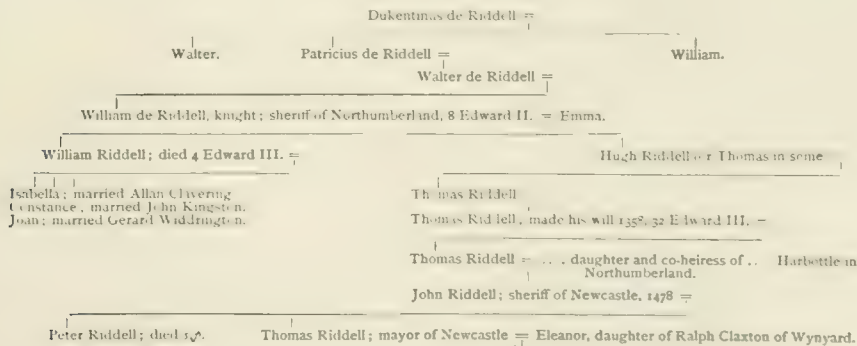 Dukentinus de Riddell =
Walter. Patricius de Riddell = William.
Walter de Riddell =
William de Riddell, knight; sheriff of Northumberland, 8 Edward II. = Emma.
William Riddell; died 4 Edward III. = Hugh Riddell or Thomas in some
Isabella; married Allan Clavering Thomas Riddell
Constance, married John Kingston.
Joan; married Gerard Widdrington. Thomas Riddell, made his will 1358, 32 Edward III. =
Thomas Riddell = . . . daughter and co-heiress of .. Harbottle in
Northumberland.
John Riddell; sheriff of Newcastle, 1478 =
Peter Riddell; died Thomas Riddell; mayor of Newcastle = Eleanor, daughter of Ralph Claxton of Wynyard.